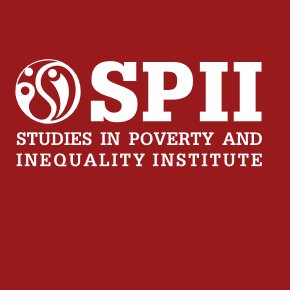 SPII
STUDIES IN POVERTY AND
INEQUALITY INSTITUTE